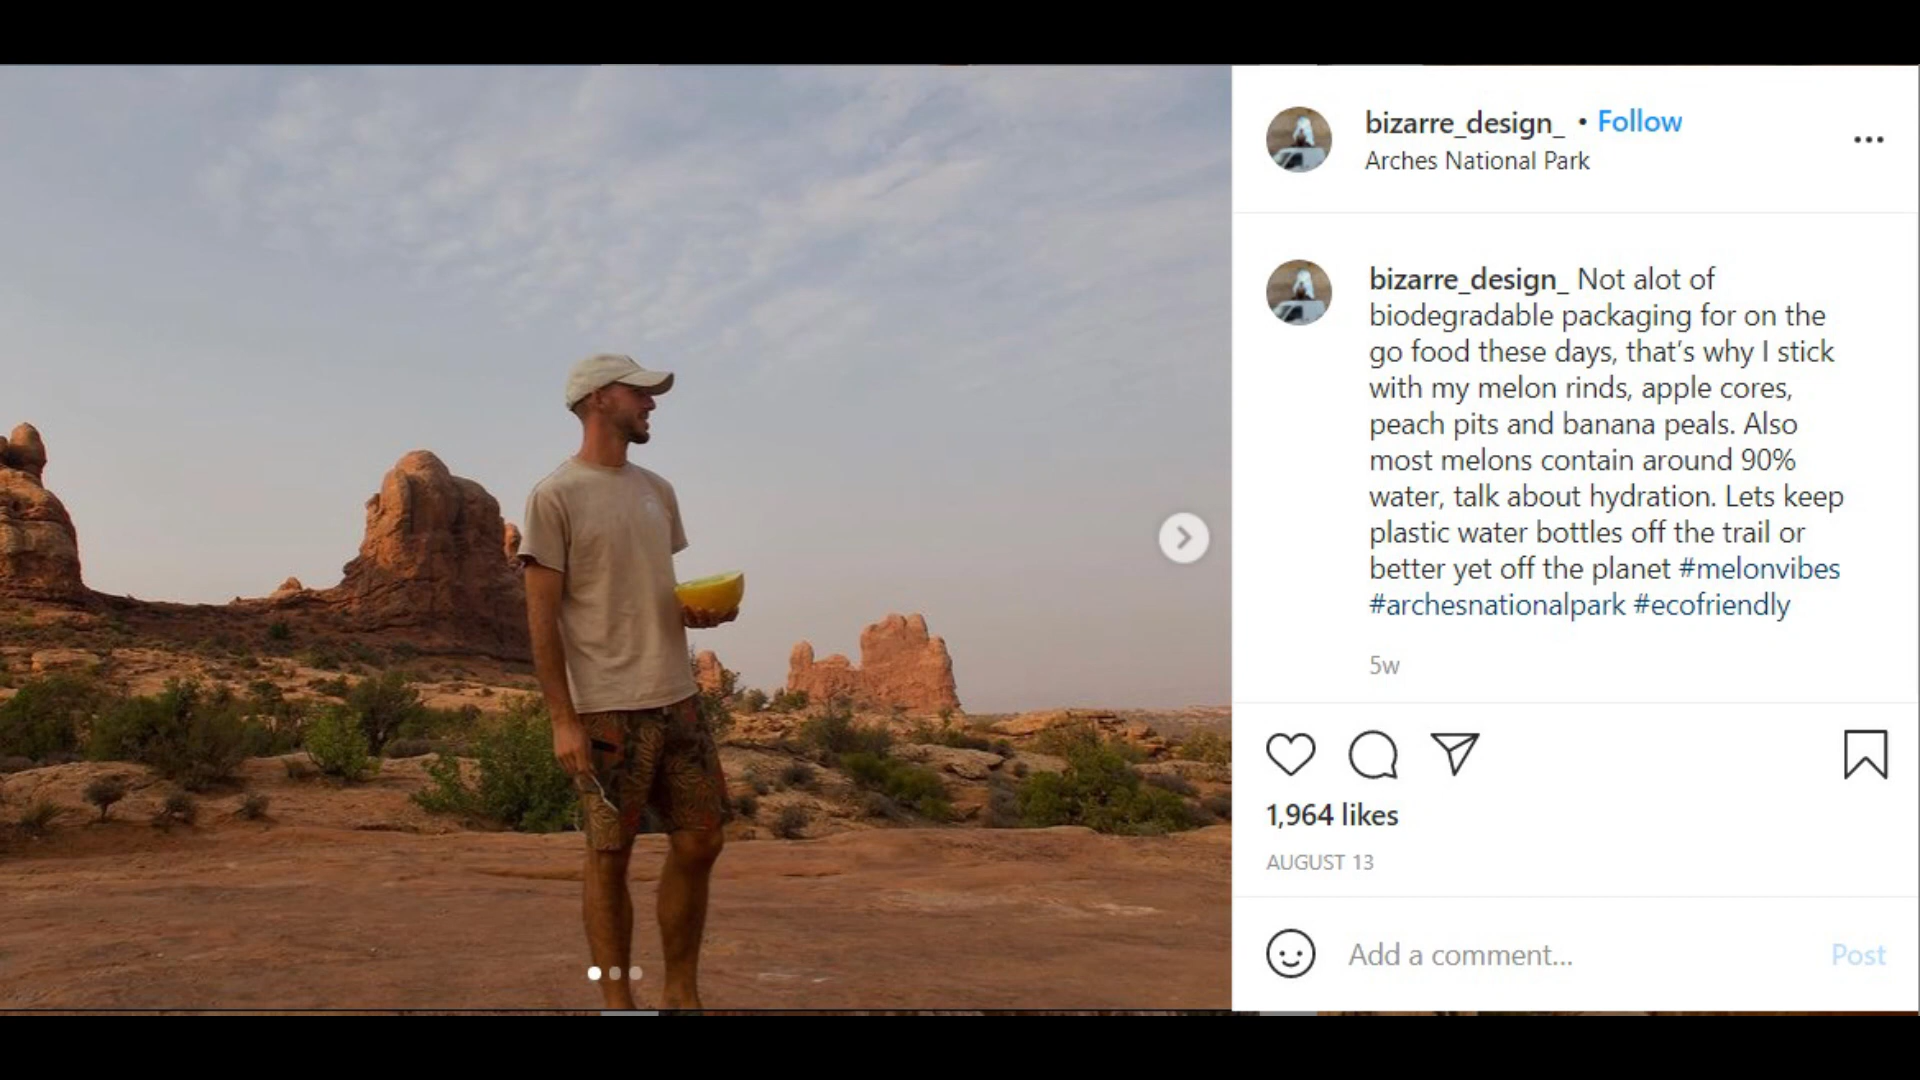 bizarre_design_ • Follow
Arches National Park
bizarre_design_ Not alot of
biodegradable packaging for on the
go food these days, that's why I stick
with my melon rinds, apple cores,
peach pits and banana peals. Also
most melons contain around 90%
water, talk about hydration. Lets keep
plastic water bottles off the trail or
better yet off the planet #melonvibes
#archesnationalpark #ecofriendly
5w
1,964 likes
AUGUST 13
Add a comment... Post